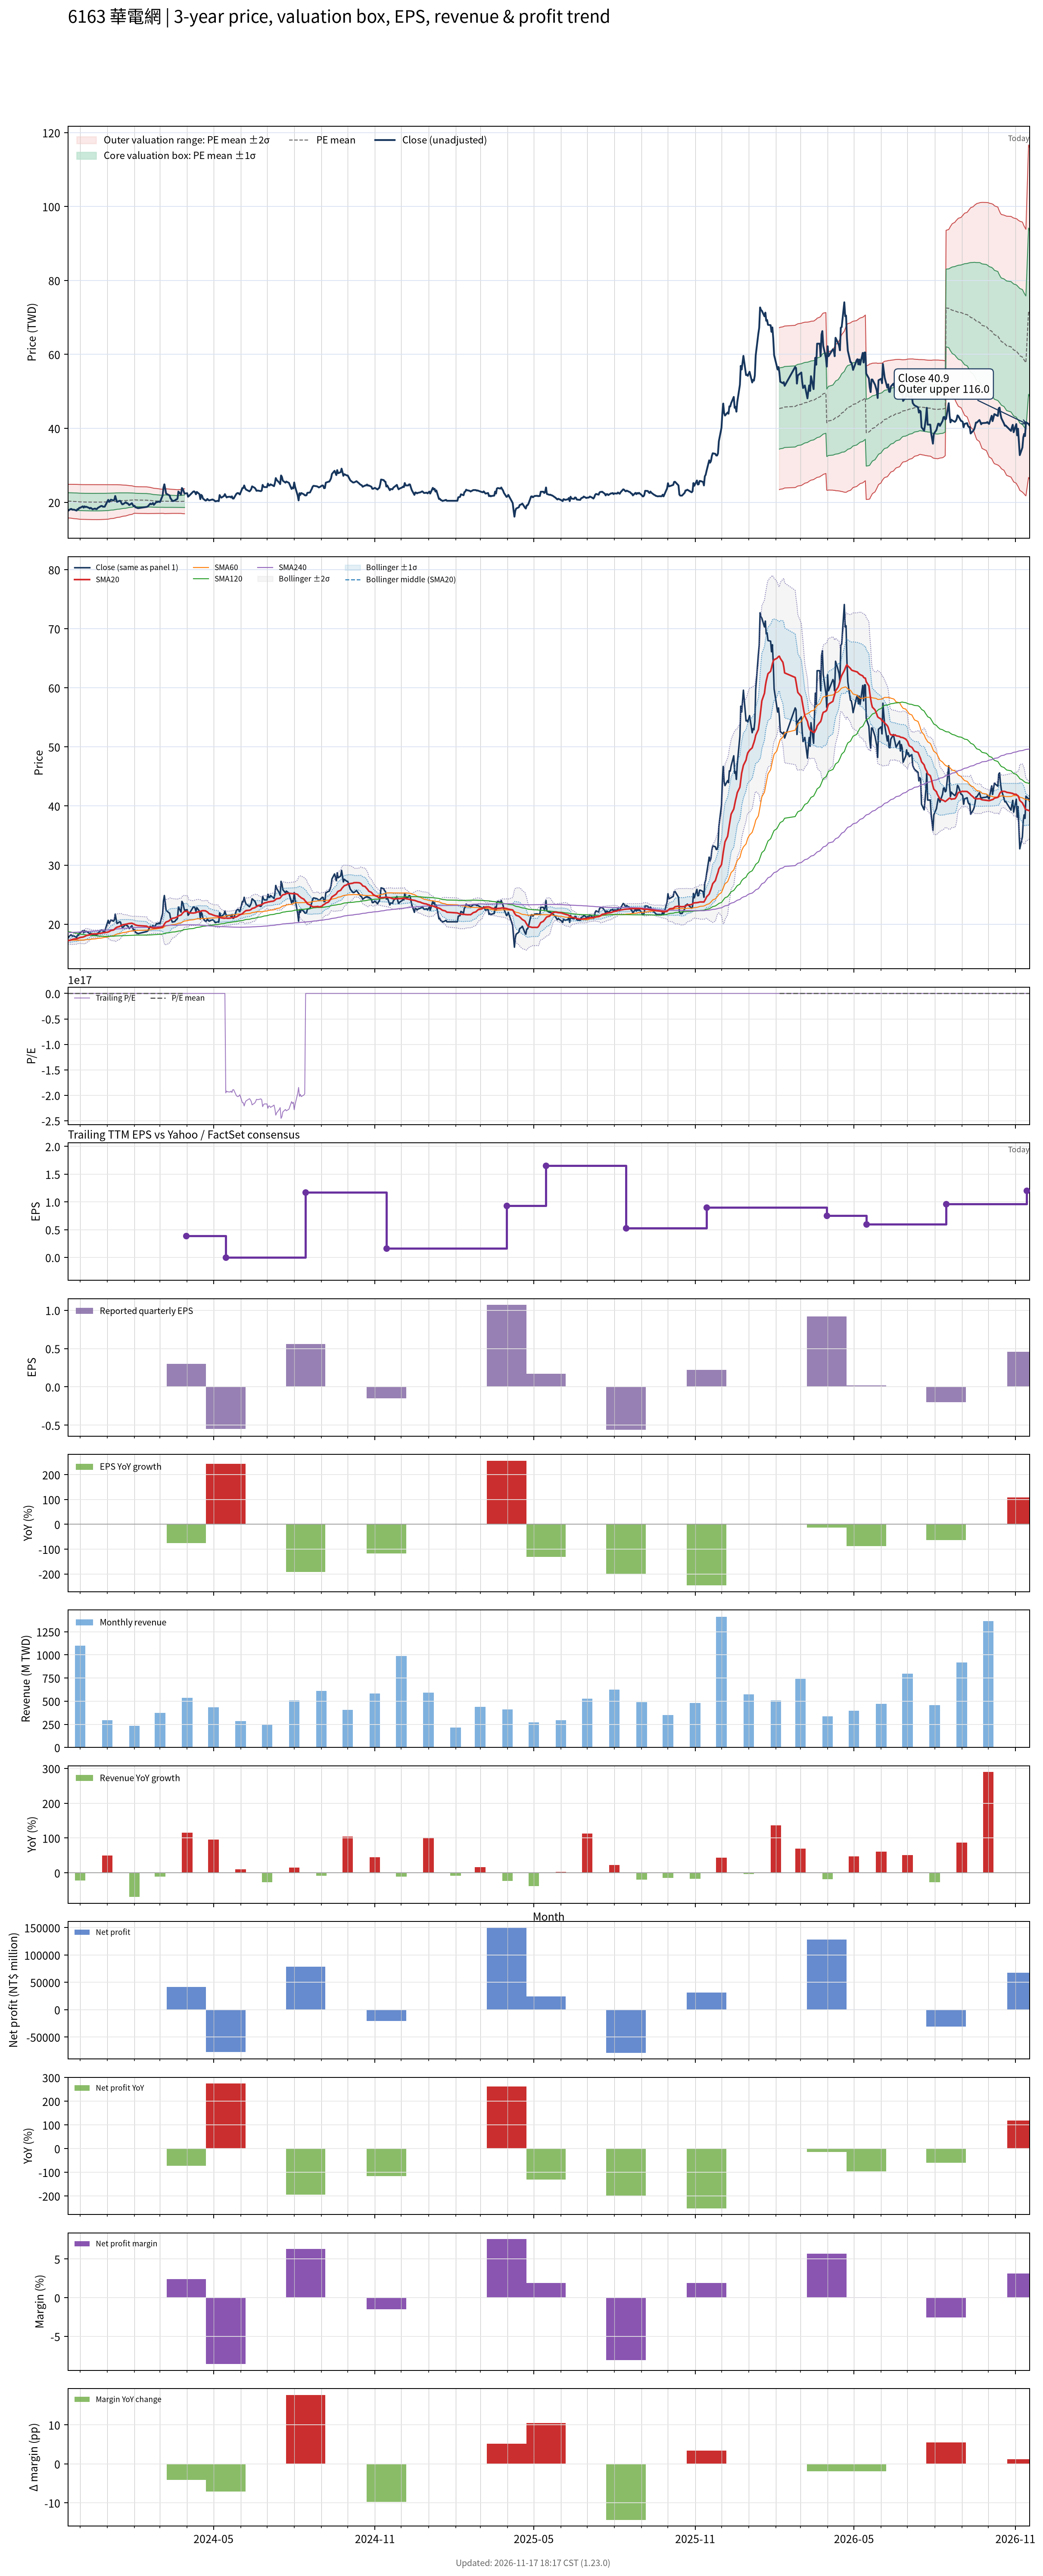 6163 華電網 | 3-year price, valuation box, EPS, revenue & profit trend
Outer valuation range: PE mean ±2σ
PE mean
Close (unadjusted)
Core valuation box: PE mean ±1σ
Today
120
100
80
60
40
20
Price (TWD)
Close 40.9
Outer upper 116.0
Close (same as panel 1)
SMA60
SMA240
Bollinger ±1σ
SMA20
SMA120
Bollinger ±2σ
Bollinger middle (SMA20)
80
70
60
50
40
30
20
Price
1e17
Trailing P/E
P/E mean
0.0
-0.5
-1.0
-1.5
-2.0
-2.5
P/E
Trailing TTM EPS vs Yahoo / FactSet consensus
Today
2.0
1.5
1.0
0.5
0.0
EPS
Reported quarterly EPS
1.0
0.5
0.0
-0.5
EPS
EPS YoY growth
200
100
0
-100
-200
YoY (%)
Monthly revenue
1250
1000
750
500
250
0
Revenue (M TWD)
Revenue YoY growth
300
200
100
0
YoY (%)
Month
Net profit
150000
100000
50000
0
-50000
Net profit (NT$ million)
Net profit YoY
300
200
100
0
-100
-200
YoY (%)
Net profit margin
5
0
-5
Margin (%)
Margin YoY change
10
0
-10
Δ margin (pp)
2024-05
2024-11
2025-05
2025-11
2026-05
2026-11
Updated: 2026-11-17 18:17 CST (1.23.0)